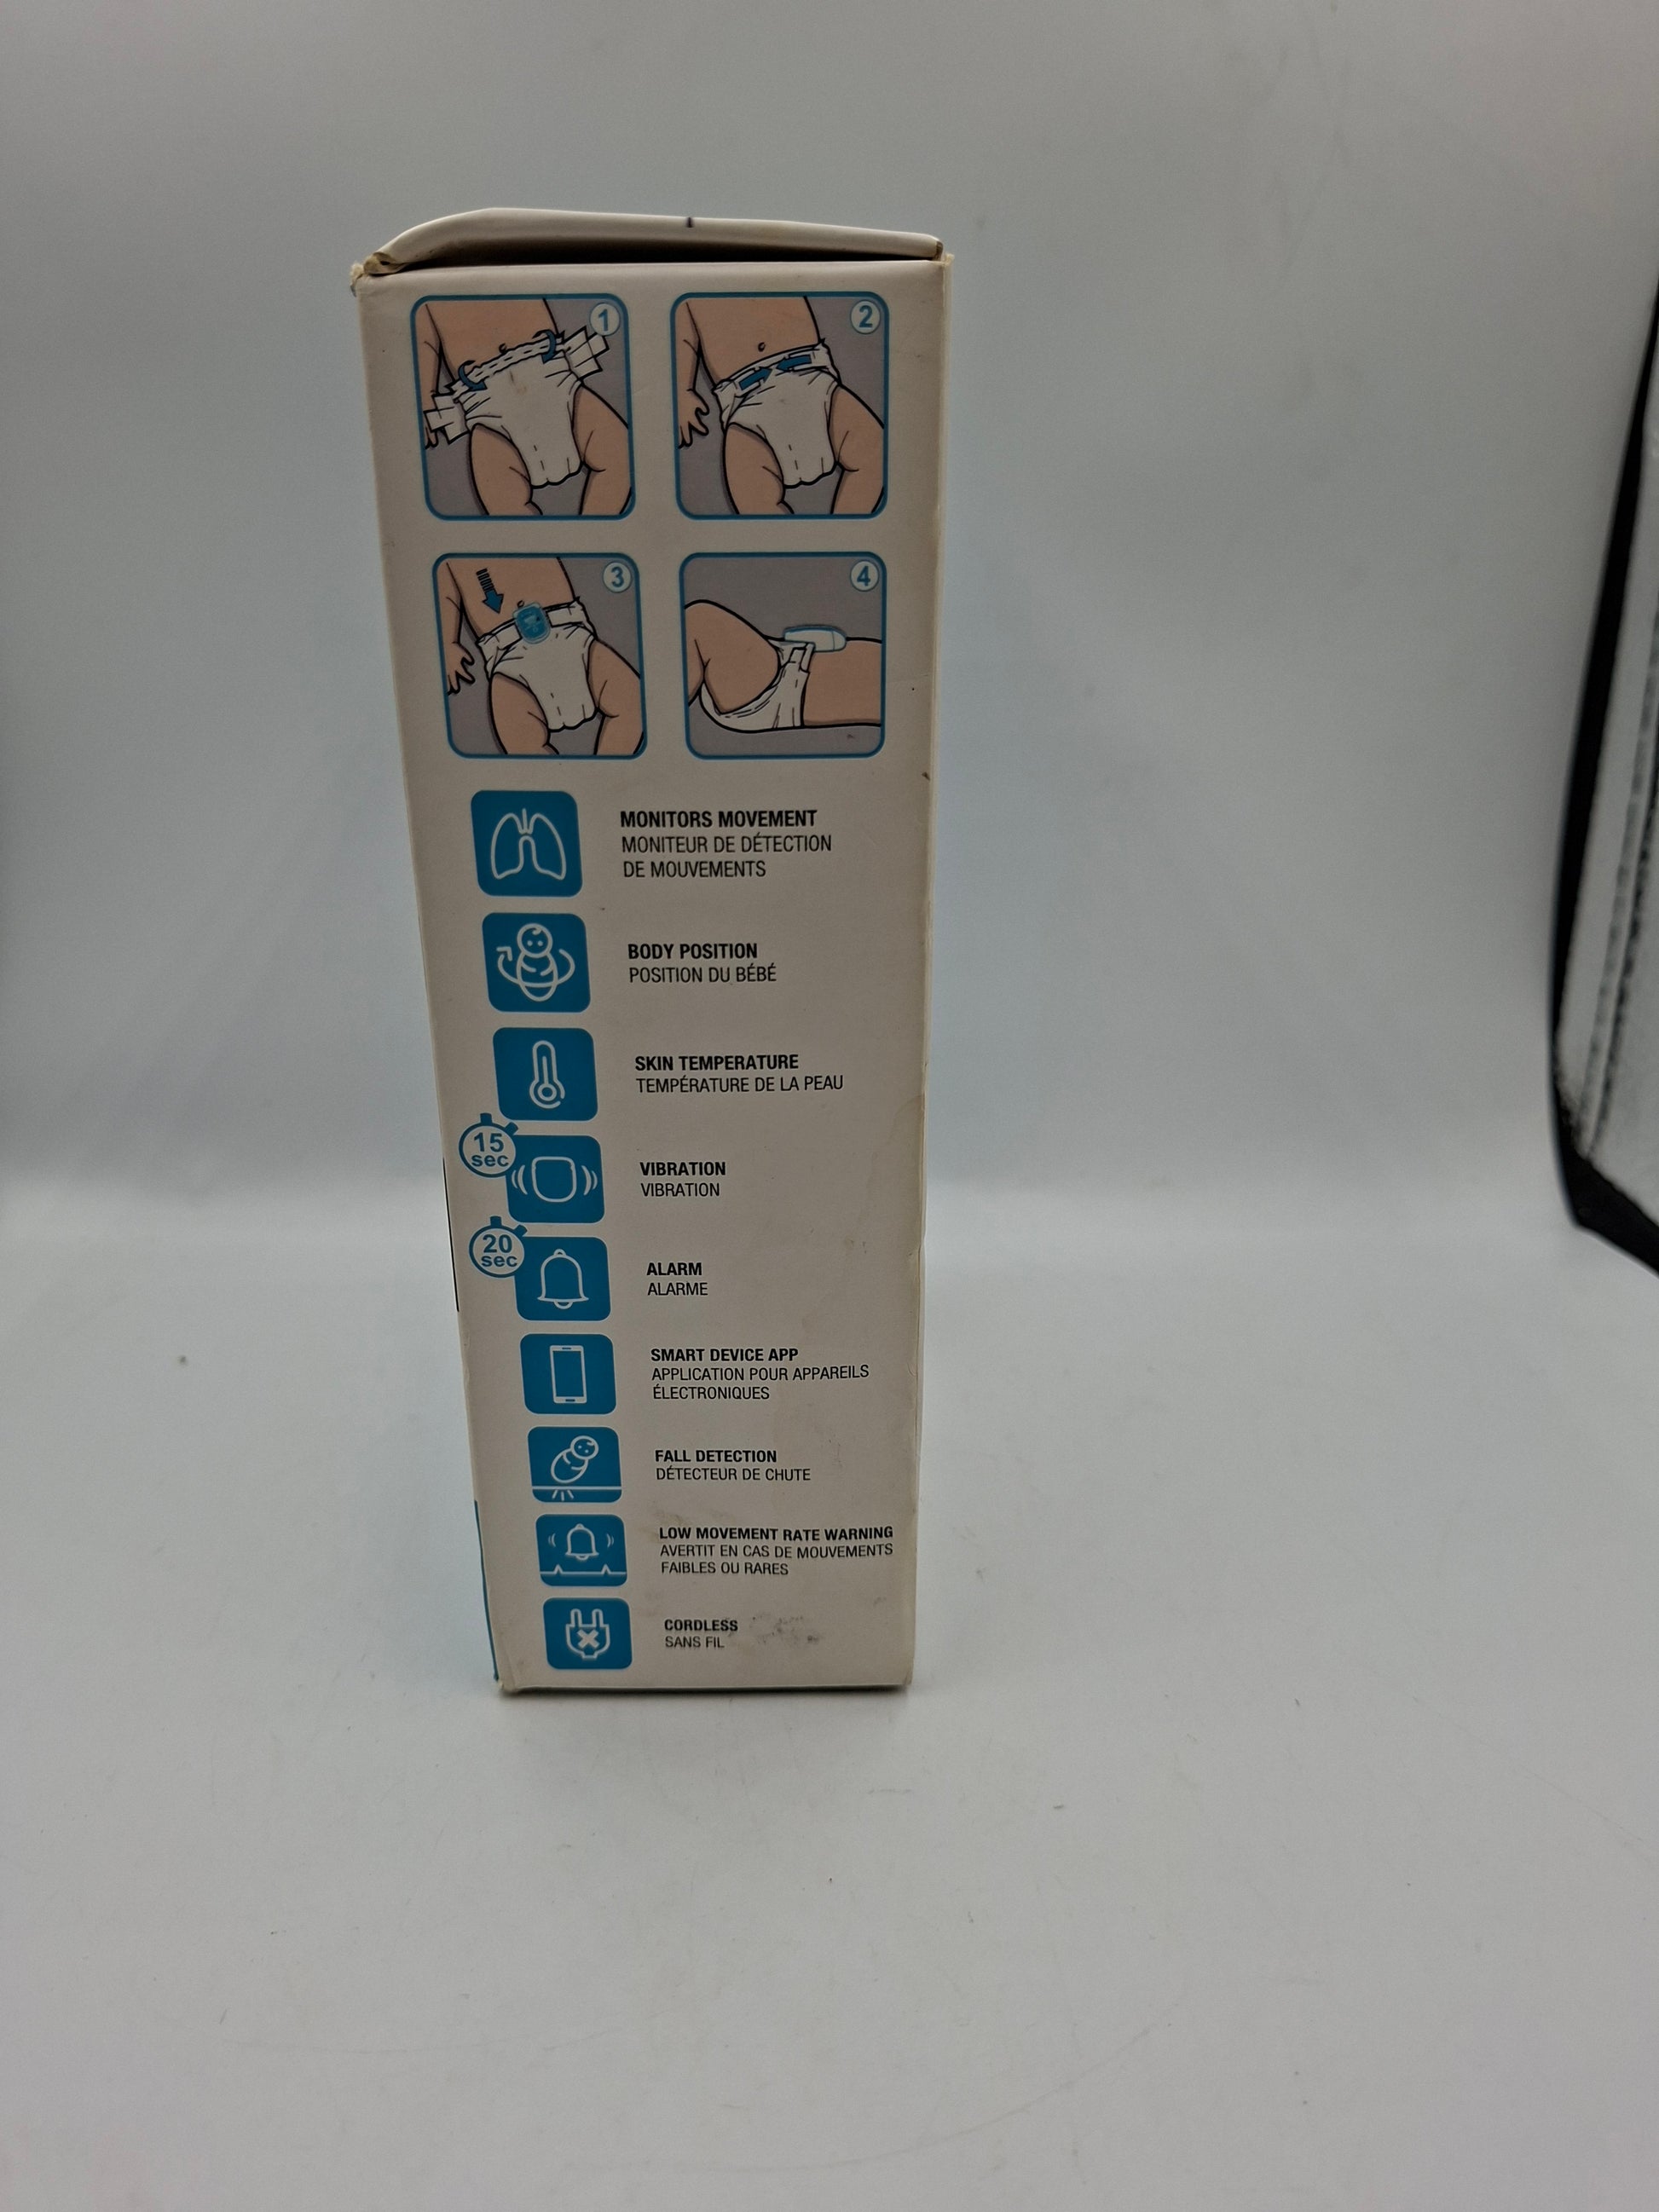 1
2
3
4
MONITORS MOVEMENT
MONITEUR DE DÉTECTION
DE MOUVEMENTS
BODY POSITION
POSITION DU BÉBÉ
SKIN TEMPERATURE
TEMPÉRATURE DE LA PEAU
15
sec
VIBRATION
VIBRATION
20
sec
ALARM
ALARME
SMART DEVICE APP
APPLICATION POUR APPAREILS
ÉLECTRONIQUES
FALL DETECTION
DÉTECTEUR DE CHUTE
LOW MOVEMENT RATE WARNING
AVERTIT EN CAS DE MOUVEMENTS
FAIBLES OU RARES
CORDLESS
SANS FIL